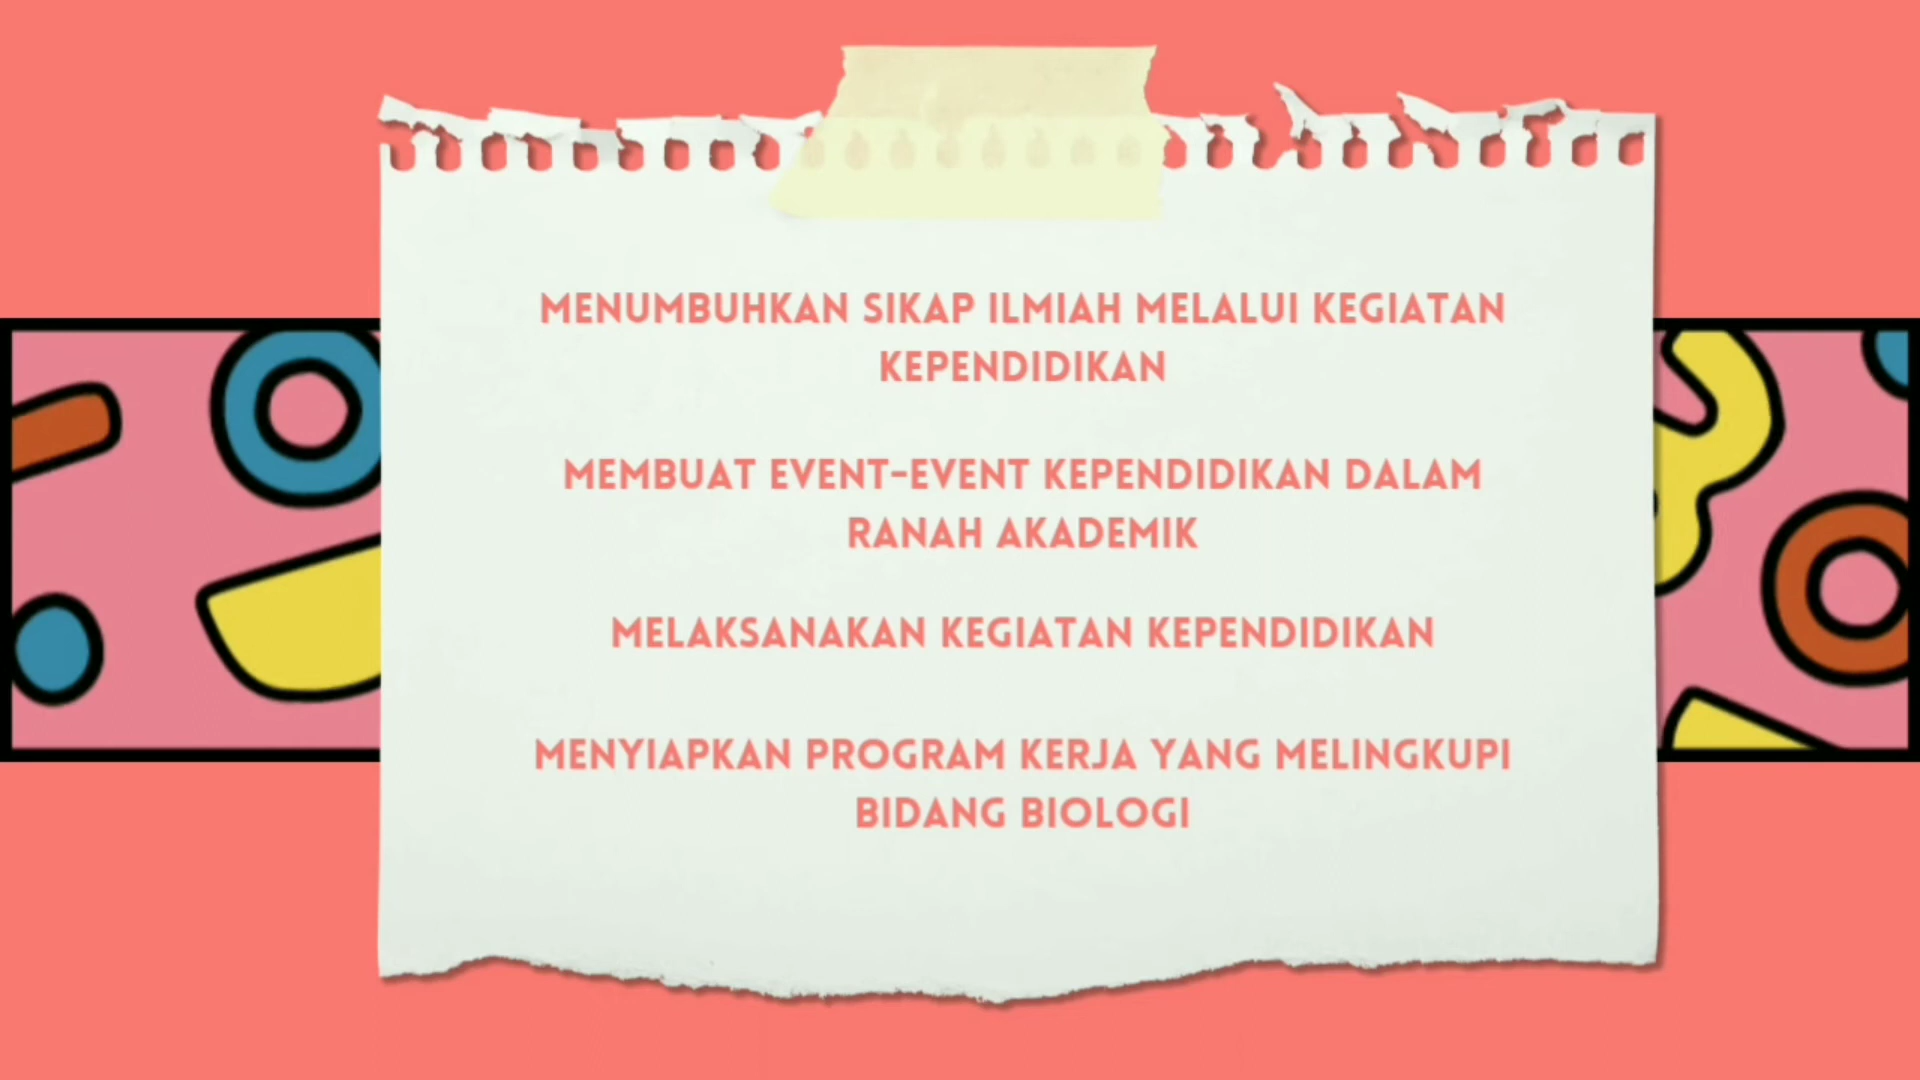 MENUMBUHKAN SIKAP ILMIAH MELALUI KEGIATAN
KEPENDIDIKAN
MEMBUAT EVENT-EVENT KEPENDIDIKAN DALAM
RANAH AKADEMIK
MELAKSANAKAN KEGIATAN KEPENDIDIKAN
MENYIAPKAN PROGRAM KERJA YANG MELINGKUPI
BIDANG BIOLOGI